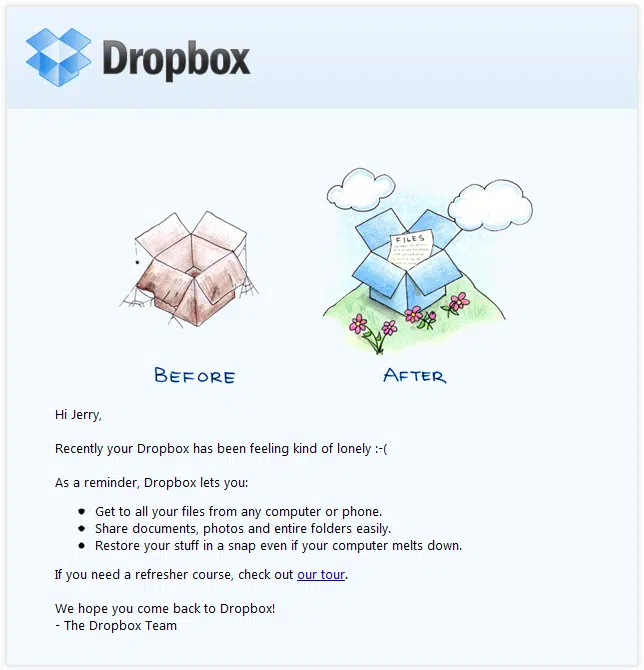 Dropbox
FILES
BEFORE
AFTER
Hi Jerry,
Recently your Dropbox has been feeling kind of lonely :-(
As a reminder, Dropbox lets you:
Get to all your files from any computer or phone.
Share documents, photos and entire folders easily.
Restore your stuff in a snap even if your computer melts down.
If you need a refresher course, check out our tour.
We hope you come back to Dropbox!
- The Dropbox Team